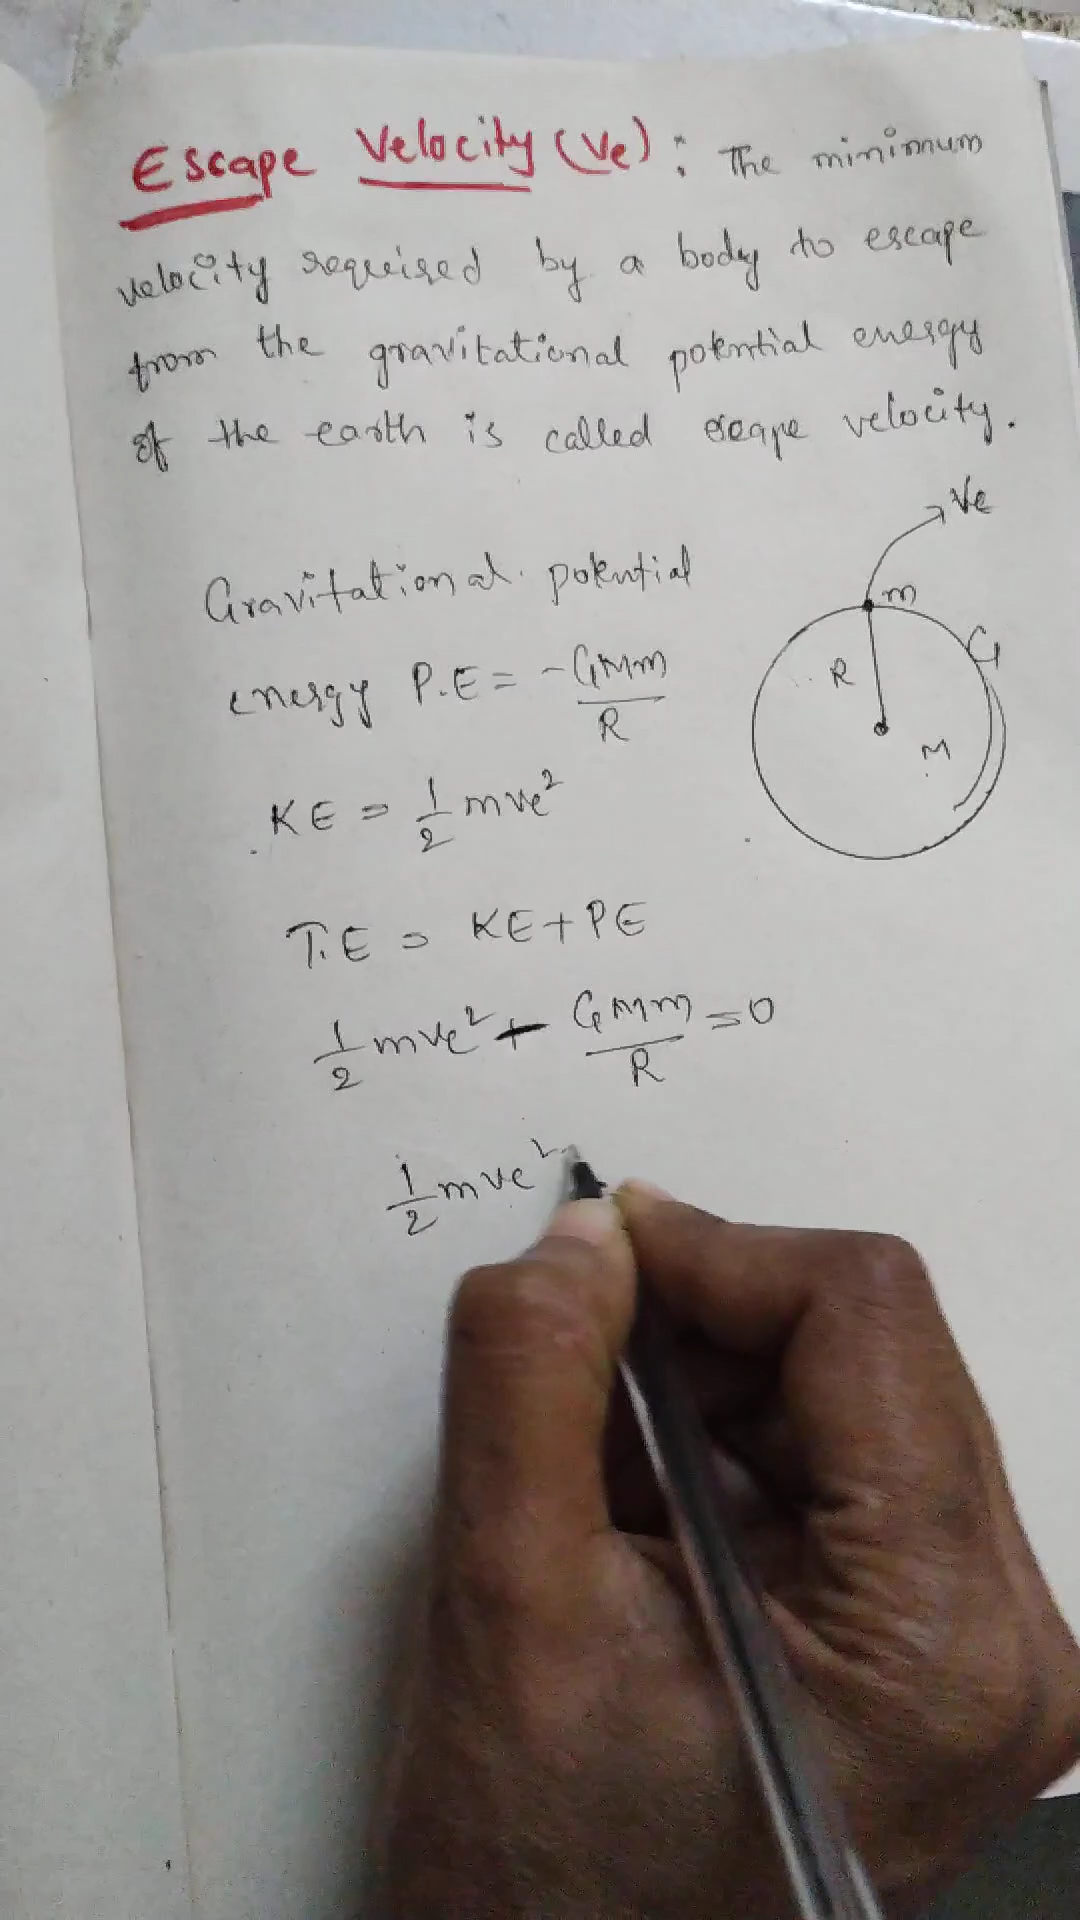 Escape Velocity (Ve) : The minimum
velocity required by a body to escape
from the gravitational potential energy
of the earth is called escape velocity.
Ve
m
G
R
M
Gravitational potential
energy P.E = -GMm/R
KE = 1/2 mve²
T.E = KE+PE
1/2 mve² - GMm/R = 0
1/2 mve²